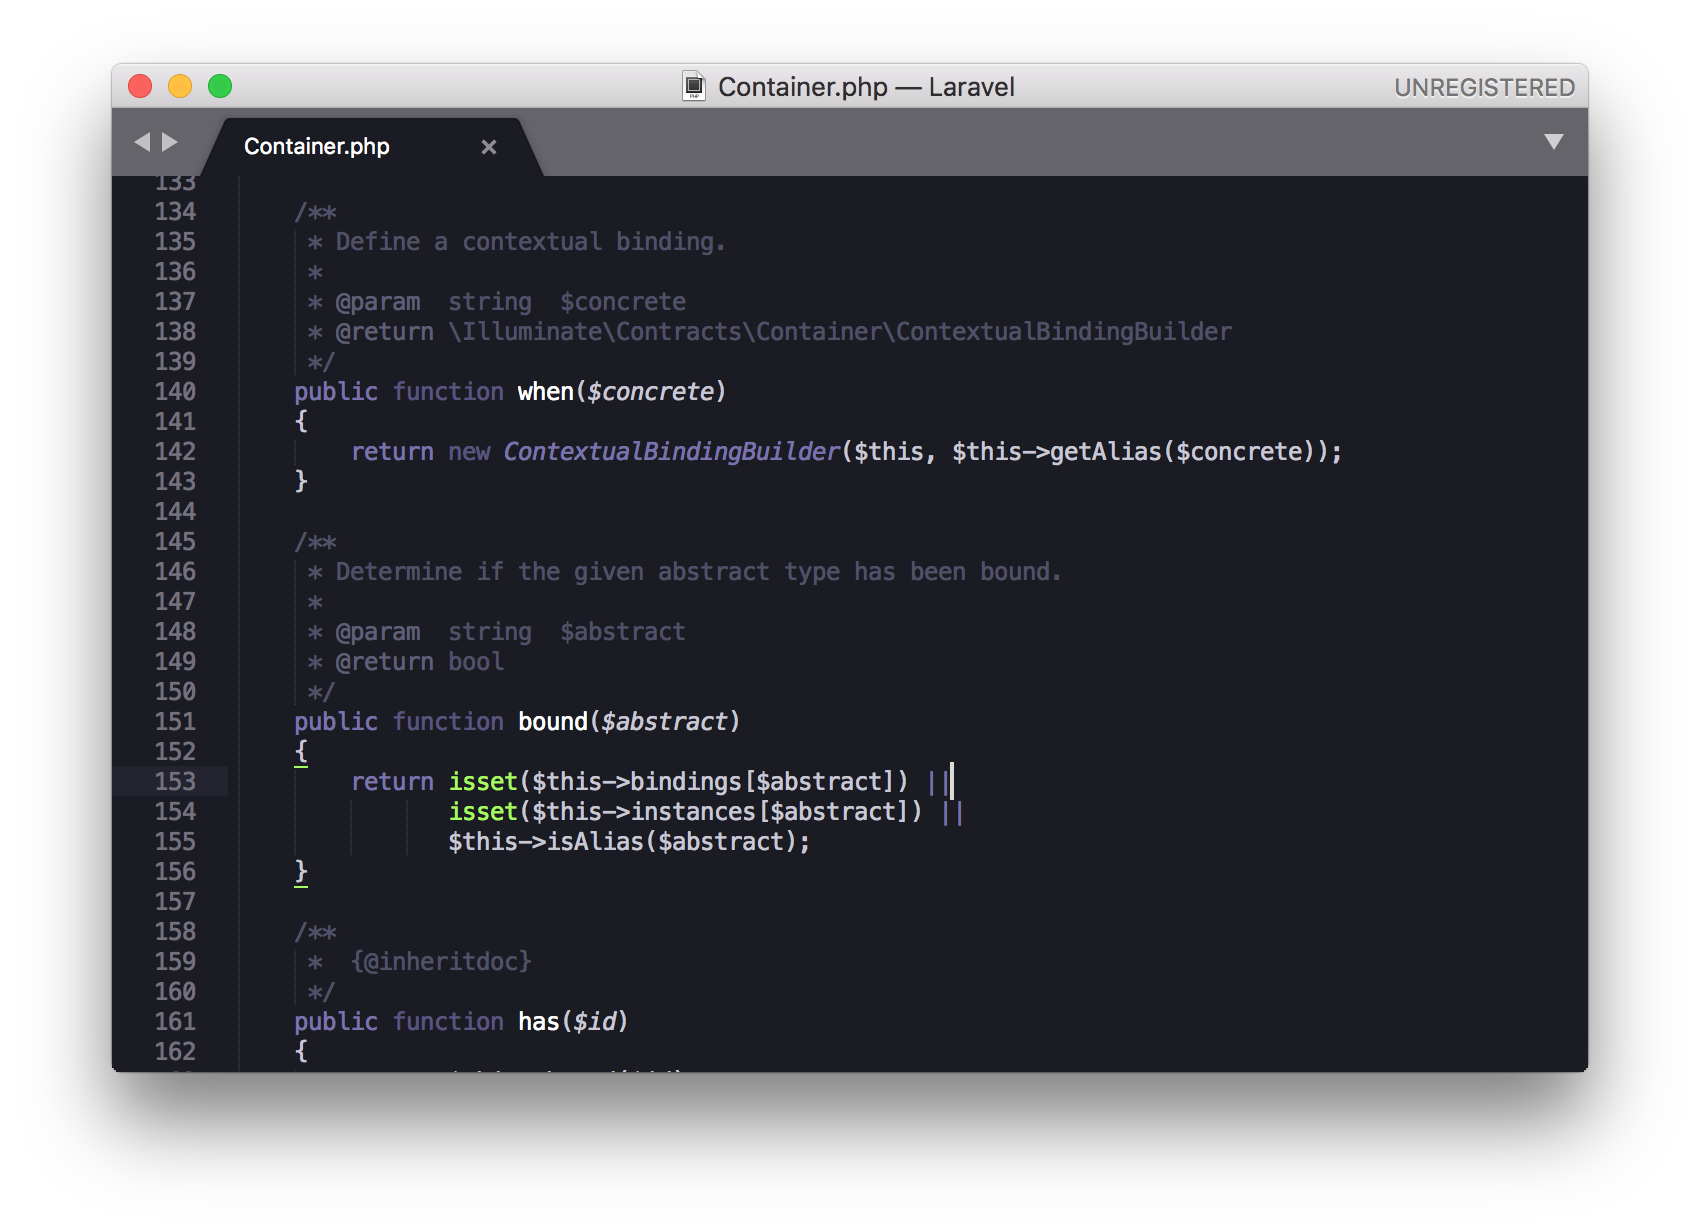 Container.php — Laravel
UNREGISTERED
Container.php
133
134 /**
135 * Define a contextual binding.
136 *
137 * @param  string  $concrete
138 * @return \Illuminate\Contracts\Container\ContextualBindingBuilder
139 */
140 public function when($concrete)
141 {
142 return new ContextualBindingBuilder($this, $this->getAlias($concrete));
143 }
144
145 /**
146 * Determine if the given abstract type has been bound.
147 *
148 * @param  string  $abstract
149 * @return bool
150 */
151 public function bound($abstract)
152 {
153 return isset($this->bindings[$abstract]) ||
154 isset($this->instances[$abstract]) ||
155 $this->isAlias($abstract);
156 }
157
158 /**
159 *  {@inheritdoc}
160 */
161 public function has($id)
162 {